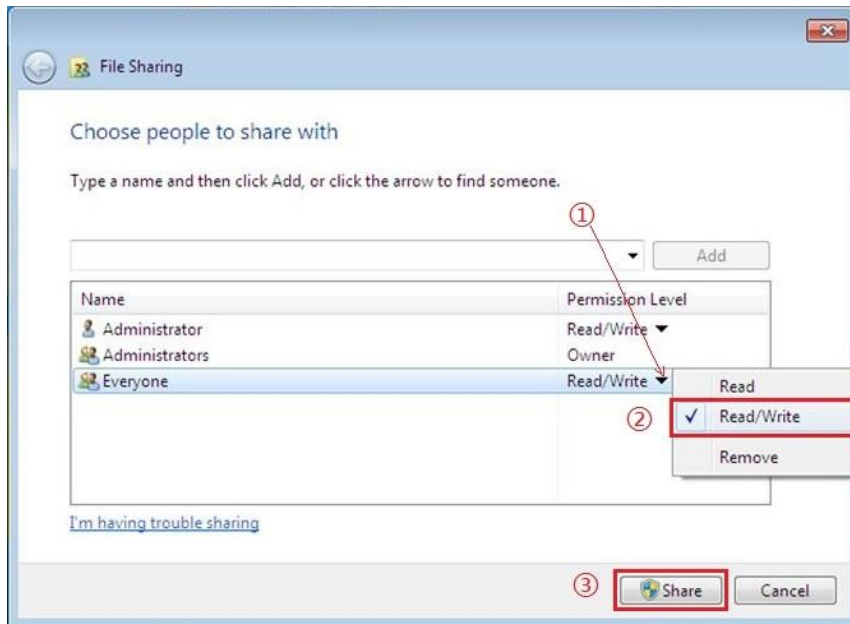 File Sharing
Choose people to share with
Type a name and then click Add, or click the arrow to find someone.
①
Add
Name Permission Level
Administrator Read/Write
Administrators Owner
Everyone Read/Write
Read
② ✓ Read/Write
Remove
I'm having trouble sharing
③ Share Cancel